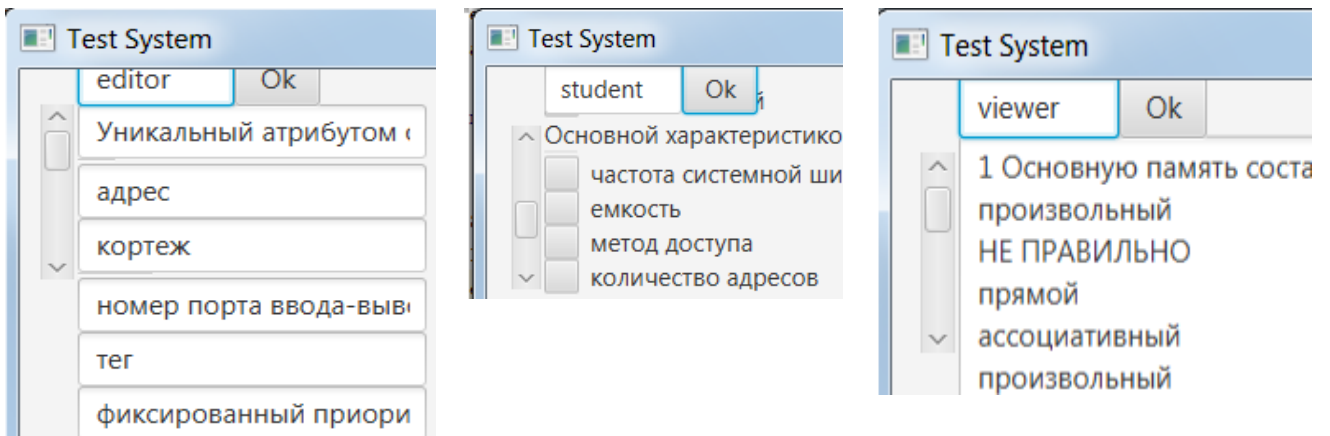 Test System
editor Ok
Уникальный атрибутом
адрес
кортеж
номер порта ввода-выв
тег
фиксированный приори
Test System
student Ok
Основной характеристико
частота системной ши
емкость
метод доступа
количество адресов
Test System
viewer Ok
1 Основную память соста
произвольный
НЕ ПРАВИЛЬНО
прямой
ассоциативный
произвольный